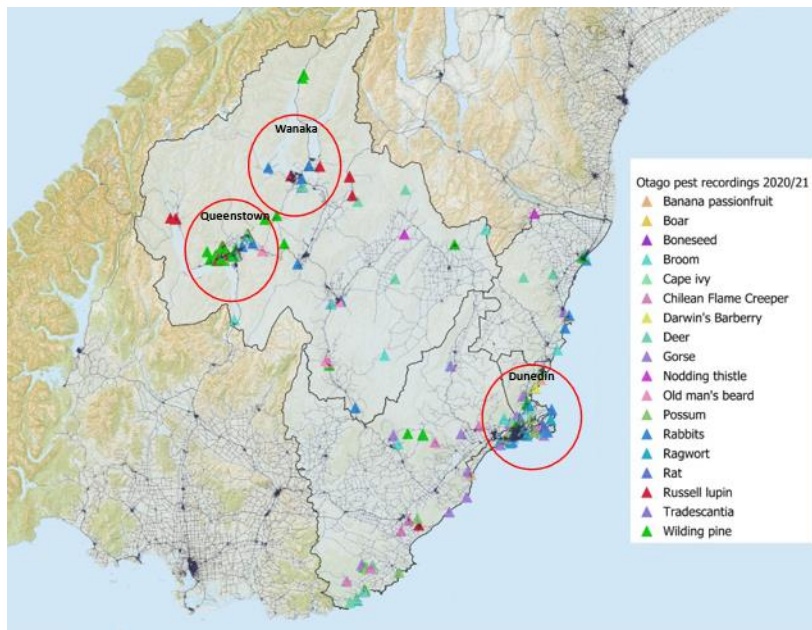 Wanaka
Queenstown
Dunedin
Otago pest recordings 2020/21
Banana passionfruit
Boar
Boneseed
Broom
Cape ivy
Chilean Flame Creeper
Darwin's Barberry
Deer
Gorse
Nodding thistle
Old man's beard
Possum
Rabbits
Ragwort
Rat
Russell lupin
Tradescantia
Wilding pine